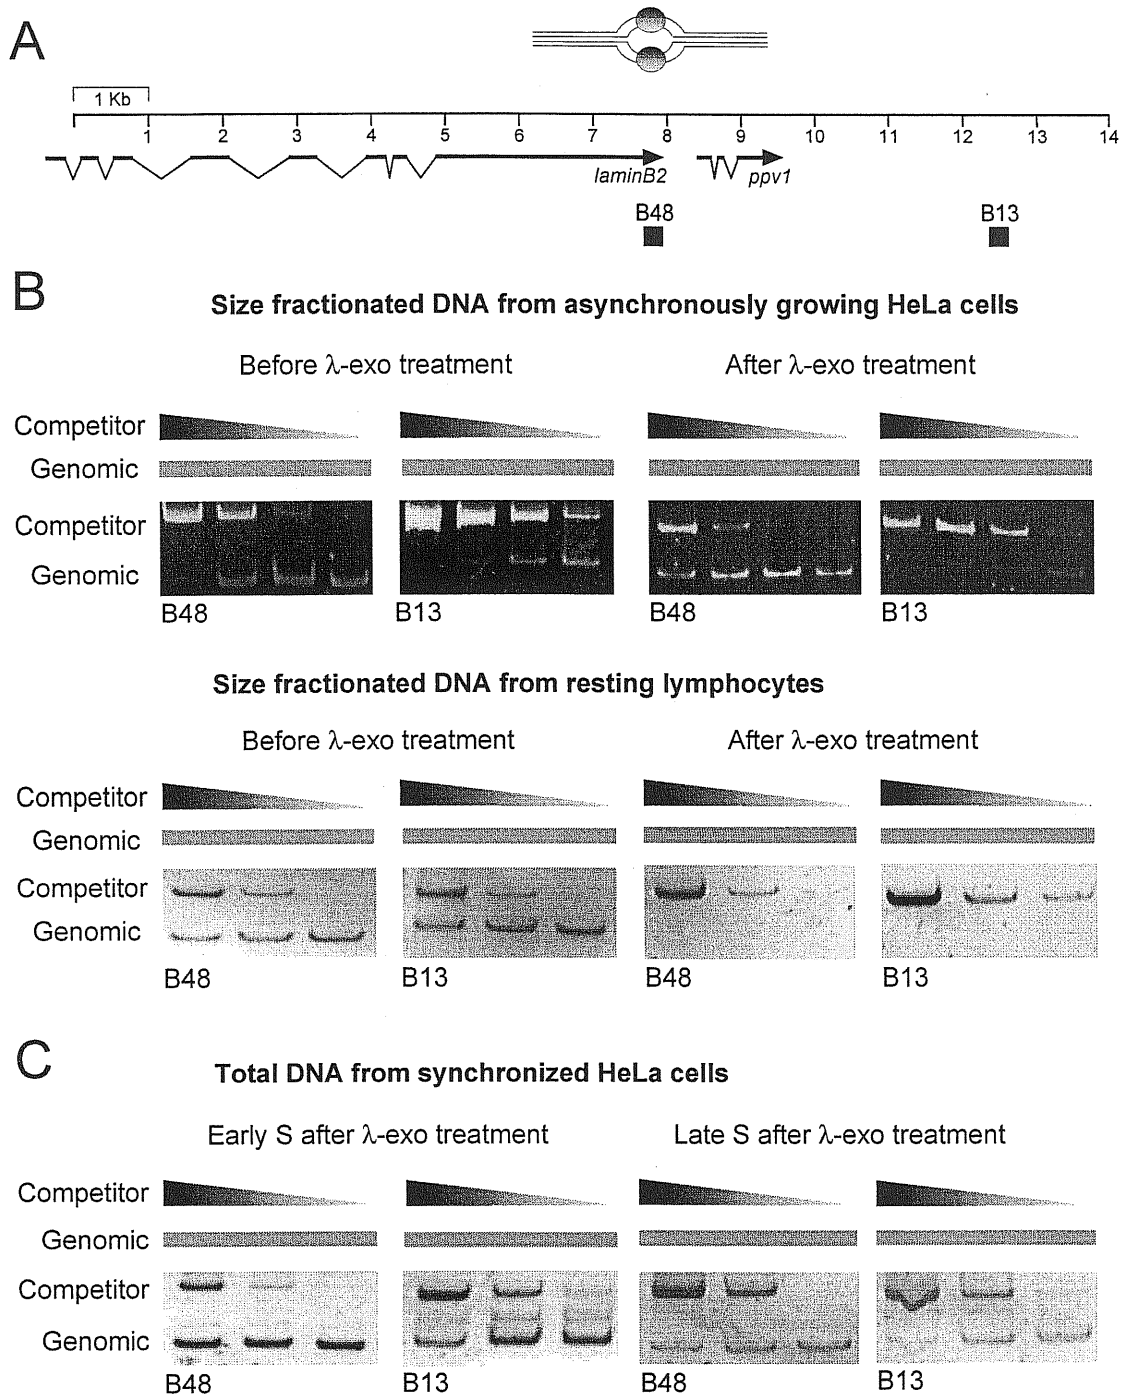 A
1 Kb
1 2 3 4 5 6 7 8 9 10 11 12 13 14
laminB2 ppv1
B48 B13
B
Size fractionated DNA from asynchronously growing HeLa cells
Before λ-exo treatment After λ-exo treatment
Competitor
Genomic
Competitor
Genomic
B48 B13 B48 B13
Size fractionated DNA from resting lymphocytes
Before λ-exo treatment After λ-exo treatment
Competitor
Genomic
Competitor
Genomic
B48 B13 B48 B13
C
Total DNA from synchronized HeLa cells
Early S after λ-exo treatment Late S after λ-exo treatment
Competitor
Genomic
Competitor
Genomic
B48 B13 B48 B13